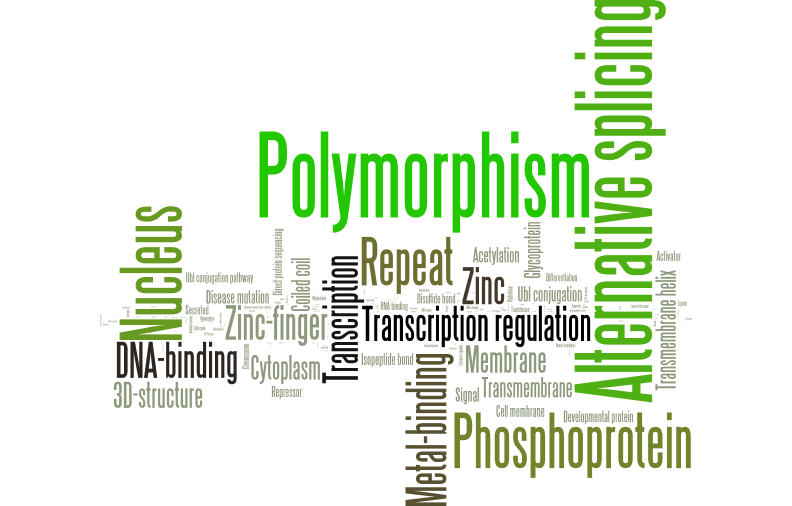 Alternative splicing
Polymorphism
Nucleus
Direct protein sequencing
Glycoprotein
Repeat
Acetylation
Activator
Transcription
Coiled coil
Ubl conjugation pathway
Differentiation
Zinc
Disease mutation
Disulfide bond
Ubl conjugation
Transmembrane helix
Secreted
RNA-binding
Zinc-finger
Transcription regulation
DNA-binding
Cytoplasm
Isopeptide bond
Membrane
3D-structure
Repressor
Signal
Transmembrane
Metal-binding
Cell membrane
Developmental protein
Phosphoprotein